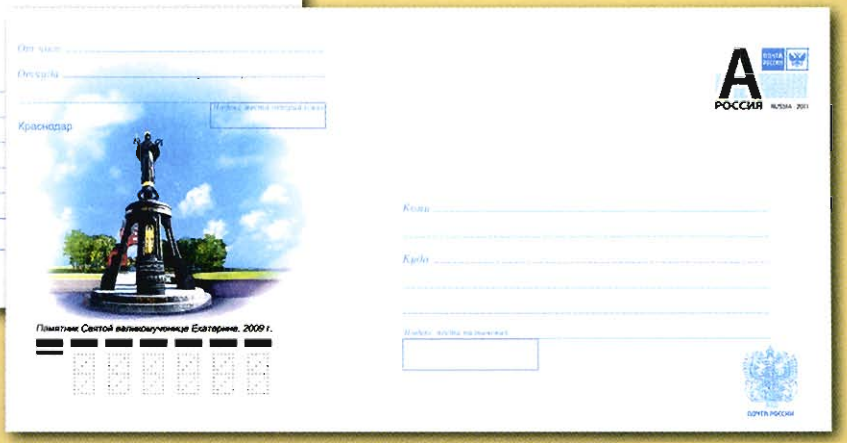 От кого
Откуда
Индекс места отправления
Краснодар
Памятник Святой великомученице Екатерине. 2009 г.
А
ПОЧТА
РОССИИ
РОССИЯ
RUSSIA
Кому
Куда
Индекс места назначения
ПОЧТА РОССИИ